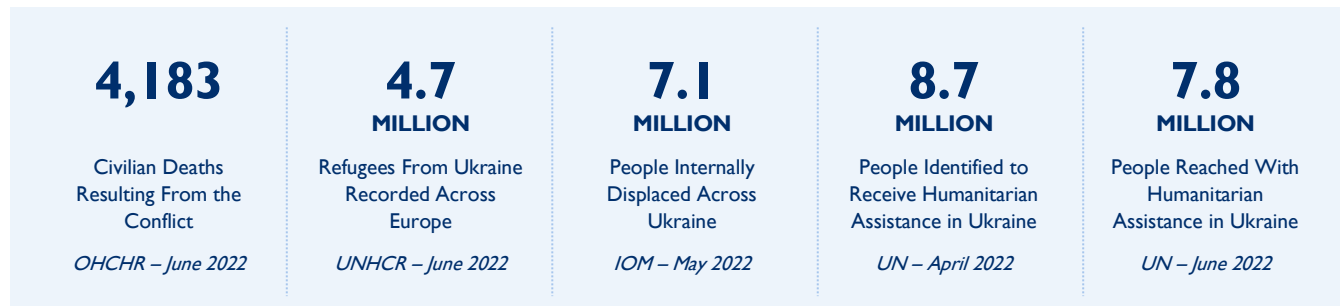 4,183
Civilian Deaths
Resulting From the
Conflict
OHCHR – June 2022
4.7
MILLION
Refugees From Ukraine
Recorded Across
Europe
UNHCR – June 2022
7.1
MILLION
People Internally
Displaced Across
Ukraine
IOM – May 2022
8.7
MILLION
People Identified to
Receive Humanitarian
Assistance in Ukraine
UN – April 2022
7.8
MILLION
People Reached With
Humanitarian
Assistance in Ukraine
UN – June 2022